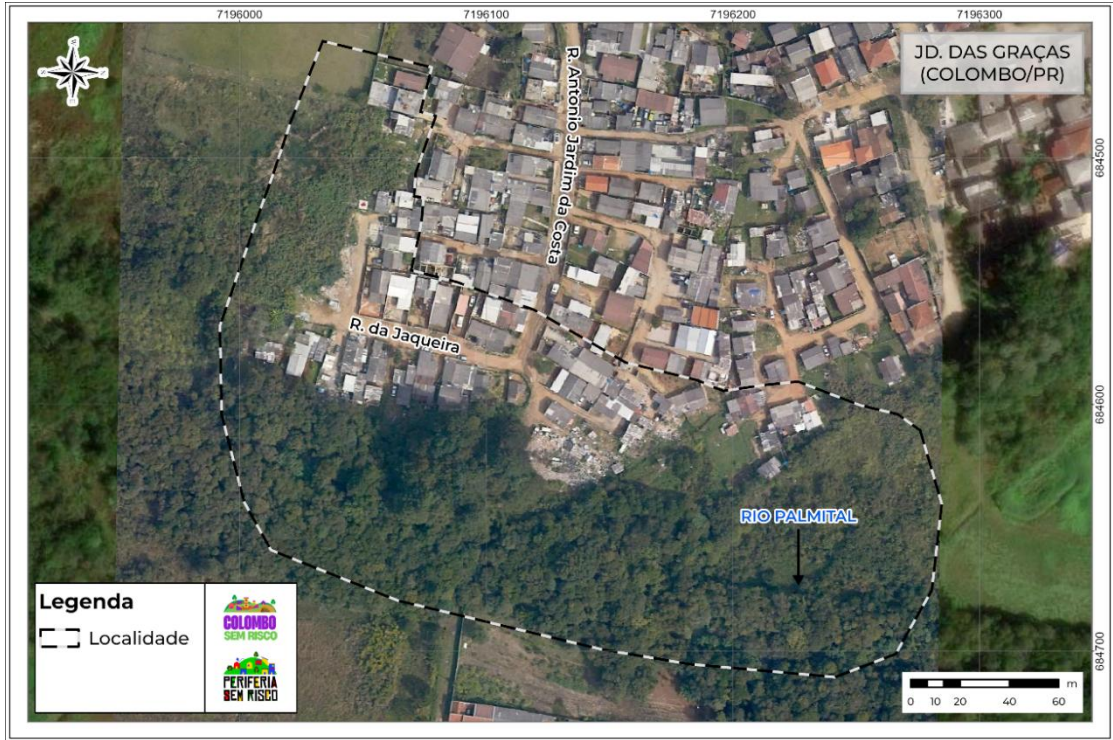 7196000
7196100
7196200
7196300
JD. DAS GRAÇAS
(COLOMBO/PR)
R. Antonio Jardim da Costa
684500
R. da Jaqueira
684600
RIO PALMITAL
684700
Legenda
Localidade
COLOMBO
SEM RISCO
PERIFERIA
SEM RISCO
m
0 10 20 40 60